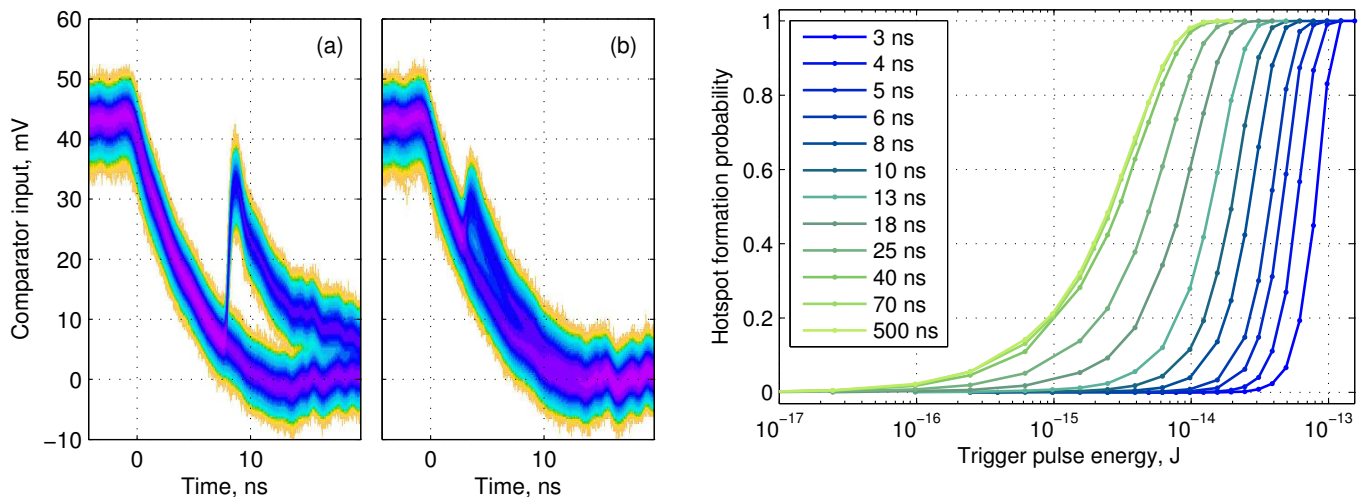 60
50
40
30
20
10
0
−10
Comparator input, mV
(a)
(b)
0
10
0
10
Time, ns
Time, ns
Hotspot formation probability
1
0.8
0.6
0.4
0.2
0
3 ns
4 ns
5 ns
6 ns
8 ns
10 ns
13 ns
18 ns
25 ns
40 ns
70 ns
500 ns
10⁻¹⁷
10⁻¹⁶
10⁻¹⁵
10⁻¹⁴
10⁻¹³
Trigger pulse energy, J